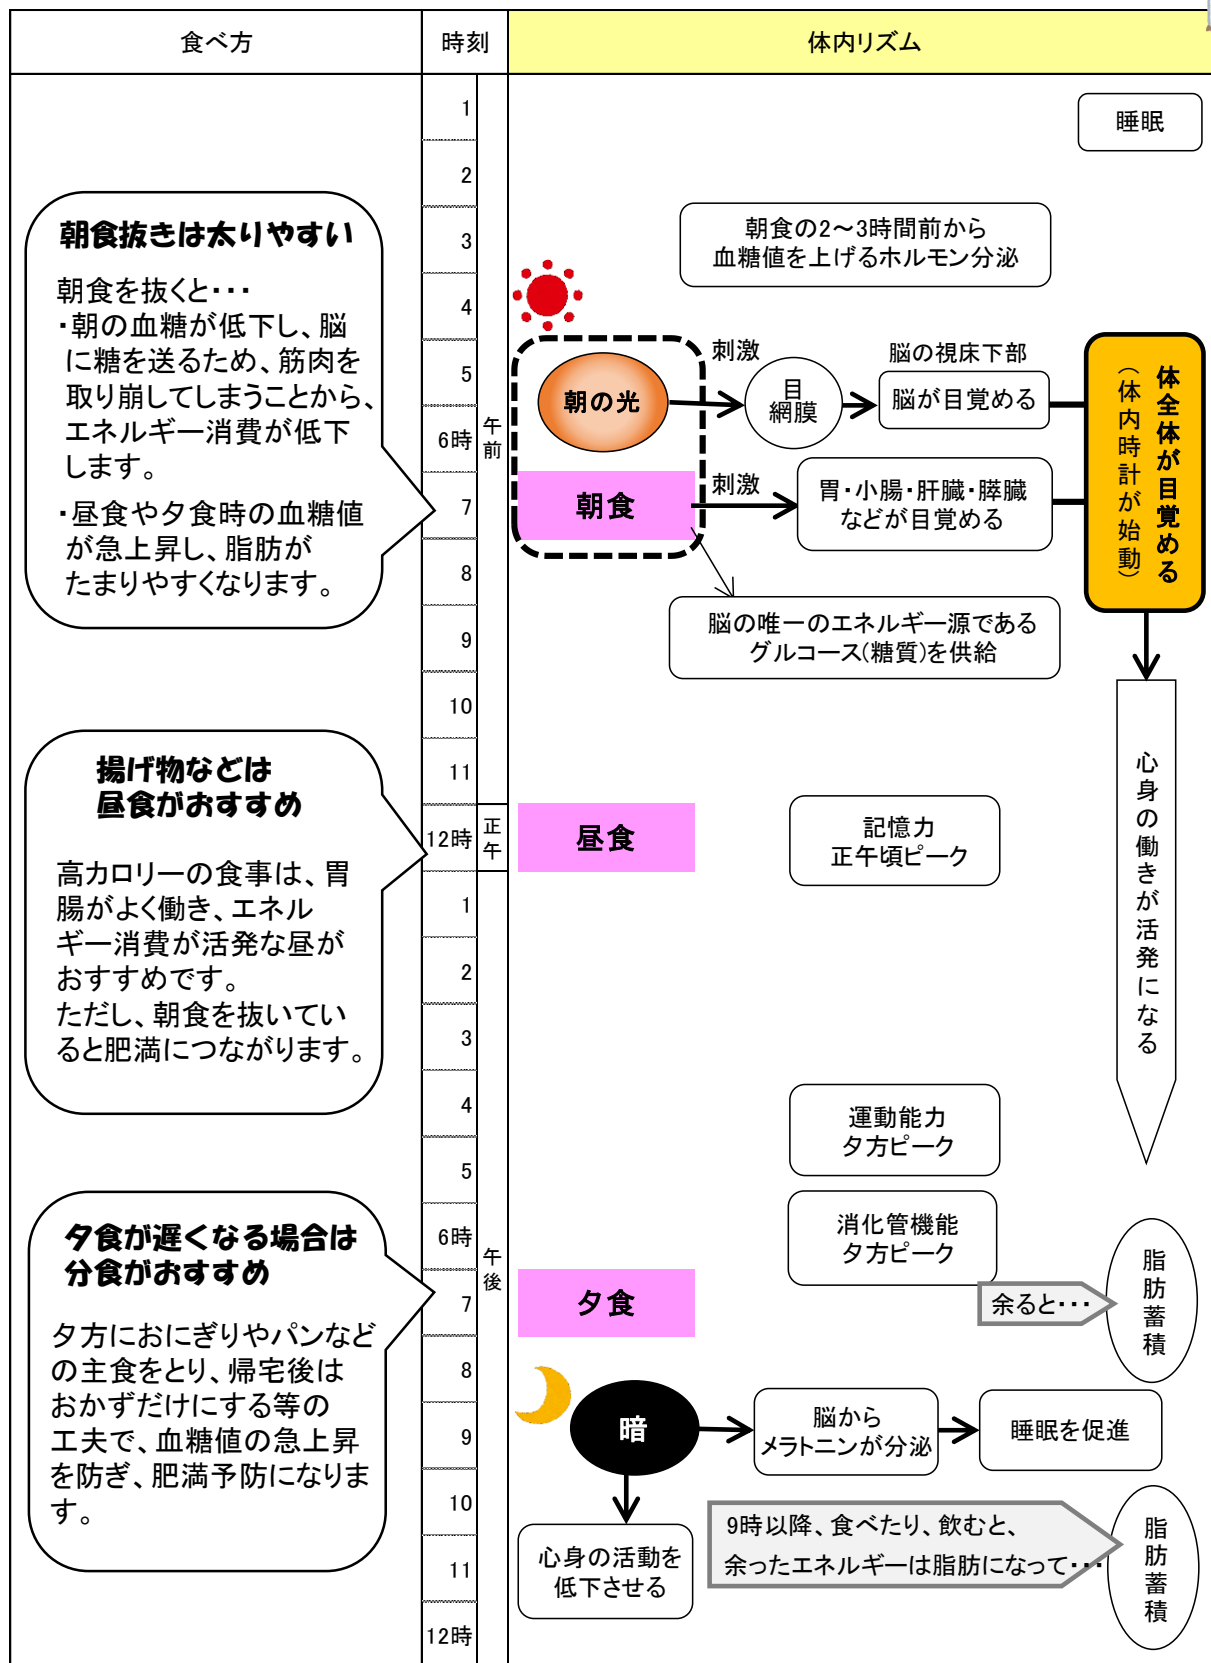 食べ方
時刻
体内リズム
朝食抜きは太りやすい
朝食を抜くと・・・
・朝の血糖が低下し、脳
に糖を送るため、筋肉を
取り崩してしまうことから、
エネルギー消費が低下
します。
・昼食や夕食時の血糖値
が急上昇し、脂肪が
たまりやすくなります。
揚げ物などは
昼食がおすすめ
高カロリーの食事は、胃
腸がよく働き、エネル
ギー消費が活発な昼が
おすすめです。
ただし、朝食を抜いてい
ると肥満につながります。
夕食が遅くなる場合は
分食がおすすめ
夕方におにぎりやパンなど
の主食をとり、帰宅後は
おかずだけにする等の
工夫で、血糖値の急上昇
を防ぎ、肥満予防になりま
す。
1
2
3
4
5
6時
7
8
9
10
11
12時
1
2
3
4
5
6時
7
8
9
10
11
12時
午前
正午
午後
睡眠
朝食の2～3時間前から
血糖値を上げるホルモン分泌
朝の光
刺激
目
網膜
脳の視床下部
脳が目覚める
朝食
刺激
胃・小腸・肝臓・膵臓
などが目覚める
体全体が目覚める
（体内時計が始動）
脳の唯一のエネルギー源である
グルコース(糖質)を供給
心身の働きが活発になる
昼食
記憶力
正午頃ピーク
運動能力
夕方ピーク
消化管機能
夕方ピーク
夕食
余ると・・・
脂肪蓄積
暗
脳から
メラトニンが分泌
睡眠を促進
心身の活動を
低下させる
9時以降、食べたり、飲むと、
余ったエネルギーは脂肪になって・・・
脂肪蓄積